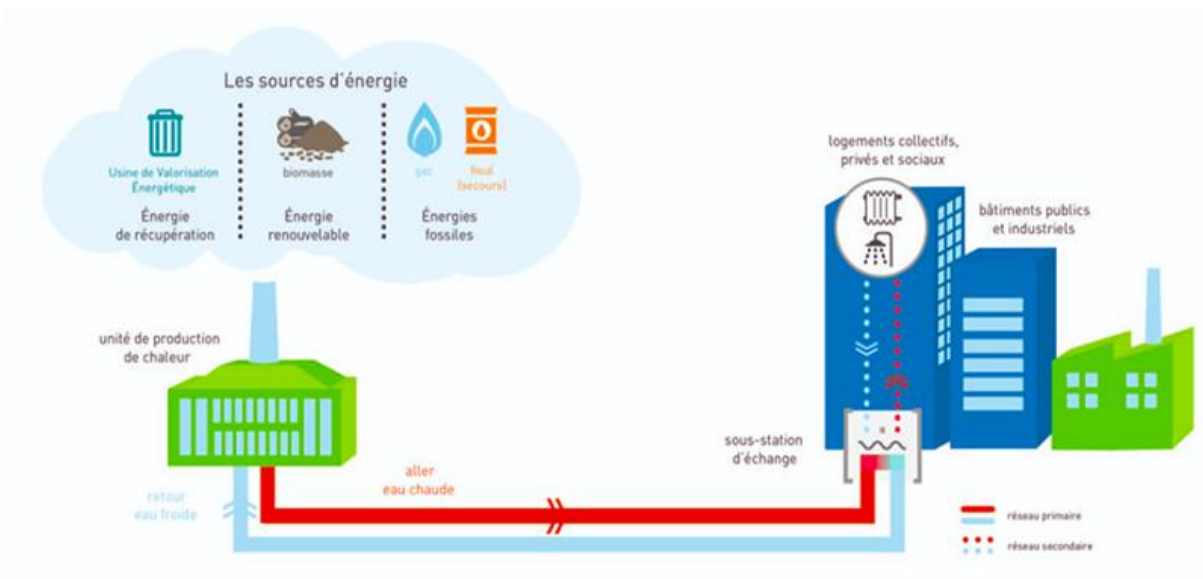 Les sources d'énergie
Usine de Valorisation
Énergétique
Énergie
de récupération
biomasse
Énergie
renouvelable
gaz
fioul
(secours)
Énergies
fossiles
unité de production
de chaleur
retour
eau froide
aller
eau chaude
logements collectifs,
privés et sociaux
bâtiments publics
et industriels
sous-station
d'échange
réseau primaire
réseau secondaire